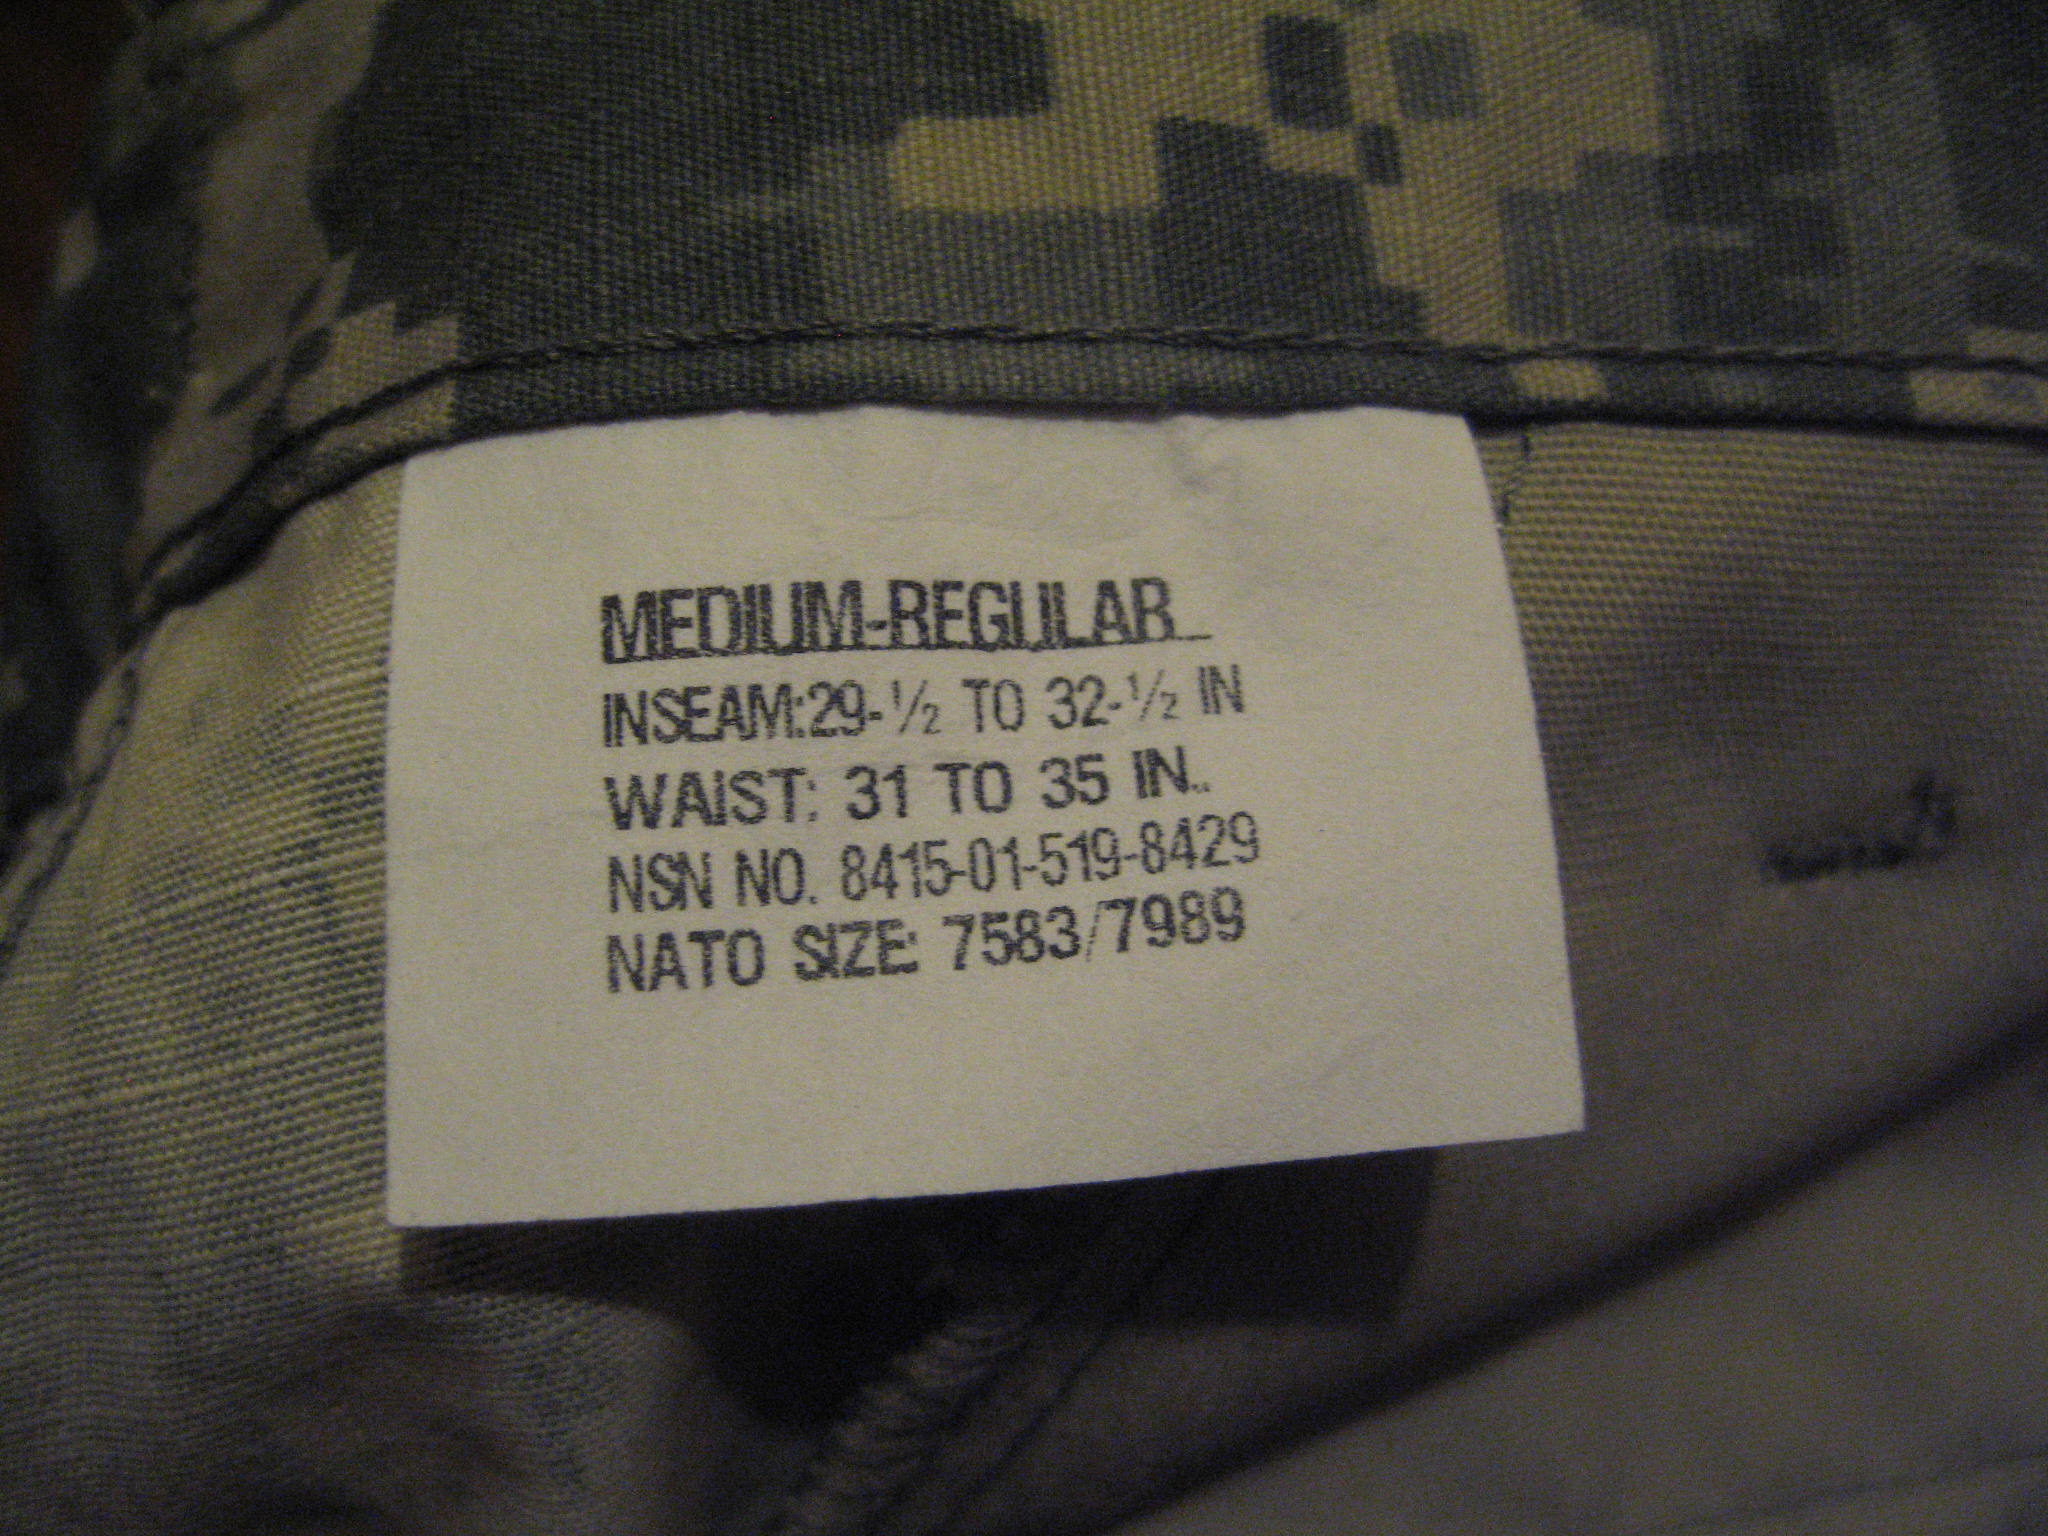 MEDIUM-REGULAR
INSEAM:29-½ TO 32-½ IN
WAIST: 31 TO 35 IN.
NSN NO. 8415-01-519-8429
NATO SIZE: 7583/7989